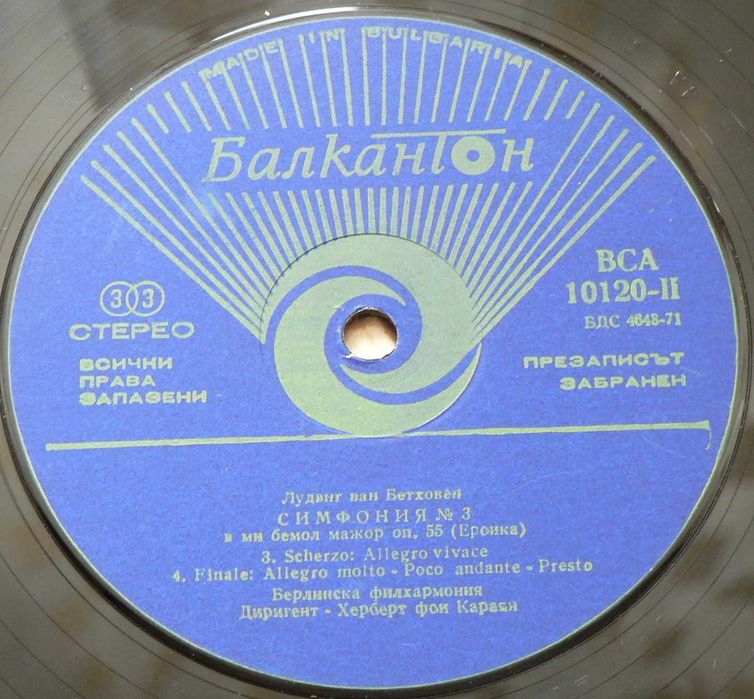 MADE IN BULGARIA
Балкантон
33
СТЕРЕО
ВСИЧКИ
ПРАВА
ЗАПАЗЕНИ
ВСА
10120-II
БДС 4648-71
ПРЕЗАПИСЪТ
ЗАБРАНЕН
Лудвиг ван Бетховен
СИМФОНИЯ № 3
в ми бемол мажор оп. 55 (Ероика)
3. Scherzo: Allegro vivace
4. Finale: Allegro molto - Poco andante - Presto
Берлинска филхармония
Диригент - Херберт фон Караян